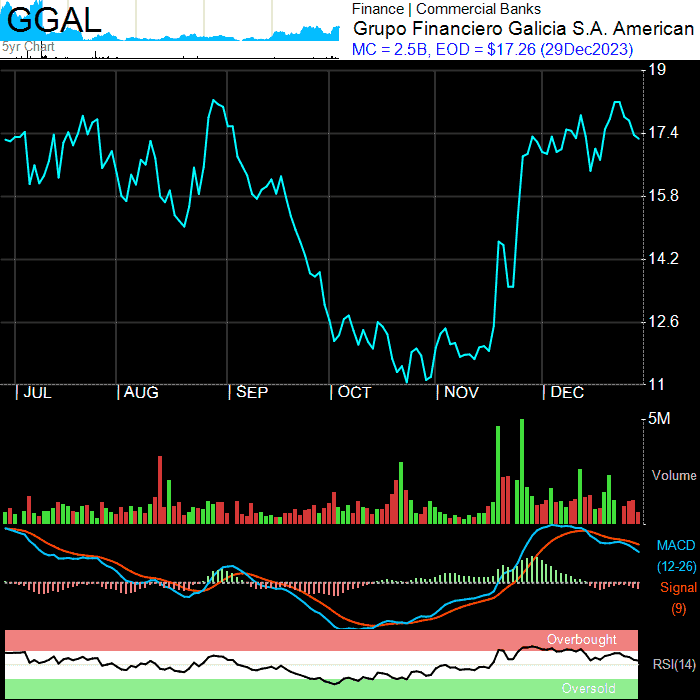 GGAL
5yr Chart
Finance | Commercial Banks
Grupo Financiero Galicia S.A. American
MC = 2.5B, EOD = $17.26 (29Dec2023)
19
17.4
15.8
14.2
12.6
11
JUL AUG SEP OCT NOV DEC
5M
Volume
MACD
(12-26)
Signal
(9)
Overbought
RSI(14)
Oversold